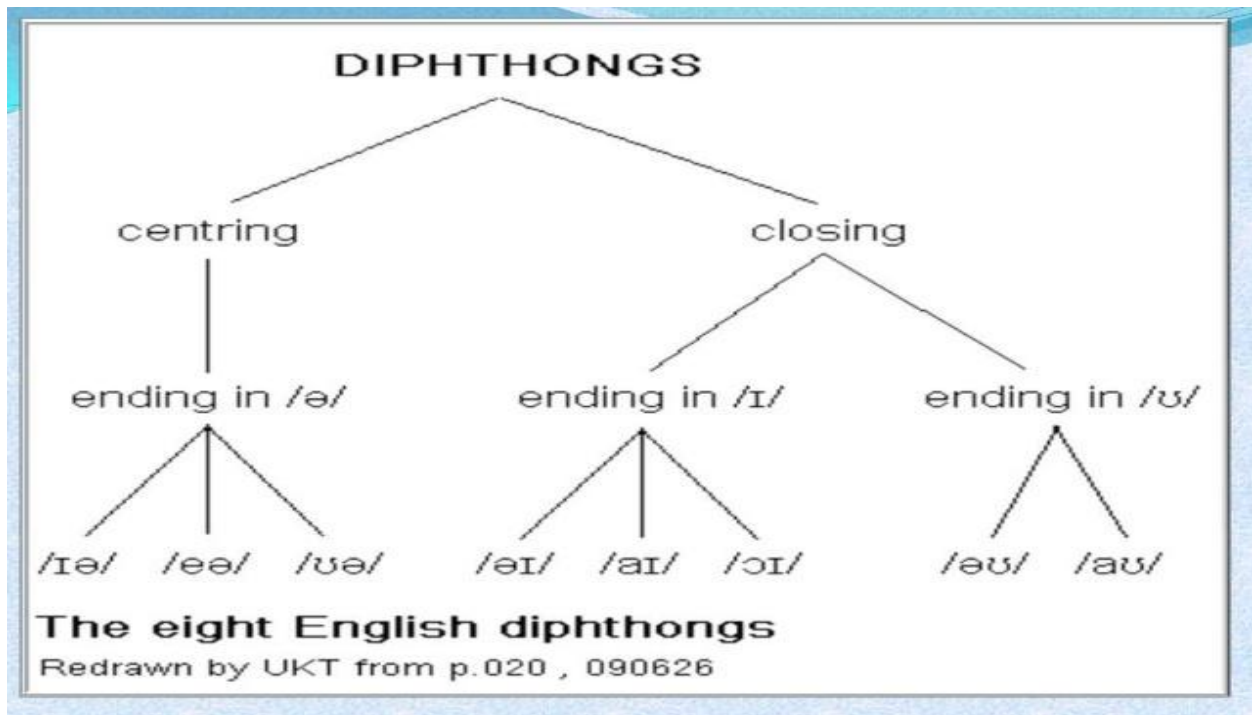 DIPHTHONGS
centring closing
ending in /ə/ ending in /ɪ/ ending in /ʊ/
/ɪə/ /eə/ /ʊə/ /əɪ/ /aɪ/ /ɔɪ/ /əʊ/ /aʊ/
The eight English diphthongs
Redrawn by UKT from p.020 , 090626